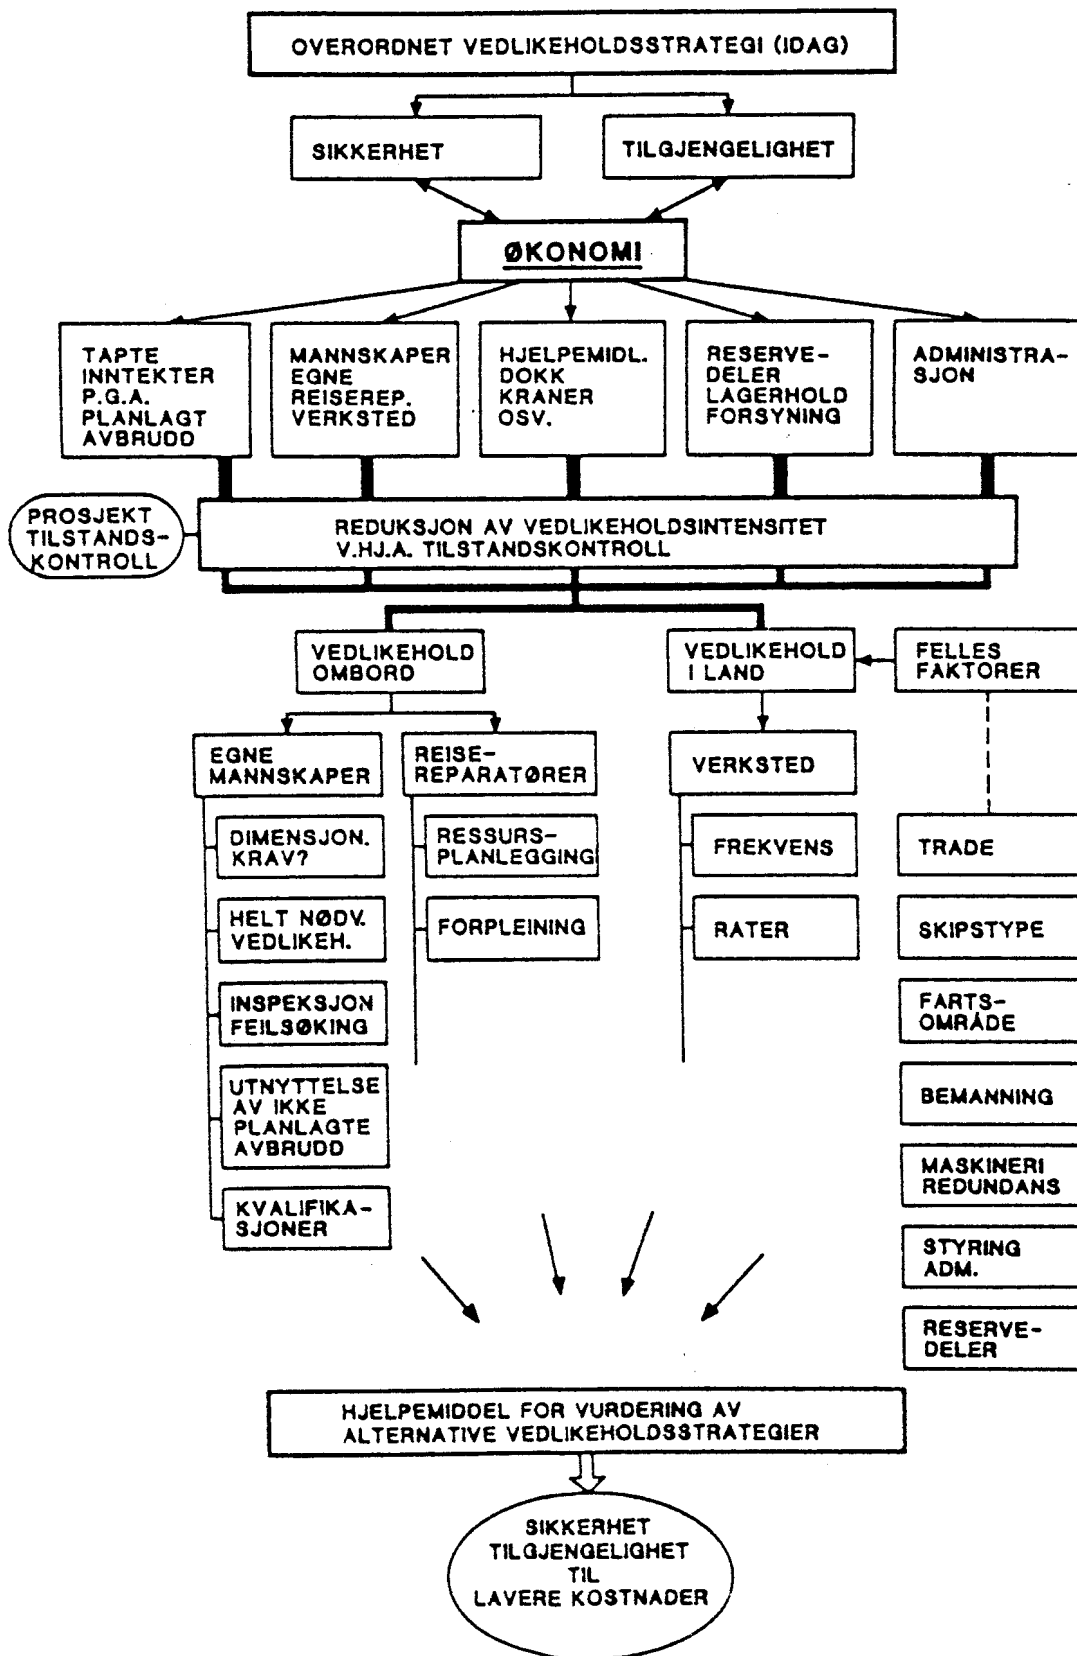 OVERORDNET VEDLIKEHOLDSSTRATEGI (IDAG)
SIKKERHET
TILGJENGELIGHET
ØKONOMI
TAPTE
INNTEKTER
P.G.A.
PLANLAGT
AVBRUDD
MANNSKAPER
EGNE
REISEREP.
VERKSTED
HJELPEMIDL.
DOKK
KRANER
OSV.
RESERVE-
DELER
LAGERHOLD
FORSYNING
ADMINISTRA-
SJON
PROSJEKT
TILSTANDS-
KONTROLL
REDUKSJON AV VEDLIKEHOLDSINTENSITET
V.HJ.A. TILSTANDSKONTROLL
VEDLIKEHOLD
OMBORD
VEDLIKEHOLD
I LAND
FELLES
FAKTORER
EGNE
MANNSKAPER
REISE-
REPARATØRER
VERKSTED
DIMENSJON.
KRAV?
RESSURS-
PLANLEGGING
FREKVENS
TRADE
HELT NØDV.
VEDLIKEH.
FORPLEINING
RATER
SKIPSTYPE
INSPEKSJON
FEILSØKING
FARTS-
OMRÅDE
UTNYTTELSE
AV IKKE
PLANLAGTE
AVBRUDD
BEMANNING
MASKINERI
REDUNDANS
KVALIFIKA-
SJONER
STYRING
ADM.
RESERVE-
DELER
HJELPEMIDDEL FOR VURDERING AV
ALTERNATIVE VEDLIKEHOLDSSTRATEGIER
SIKKERHET
TILGJENGELIGHET
TIL
LAVERE KOSTNADER